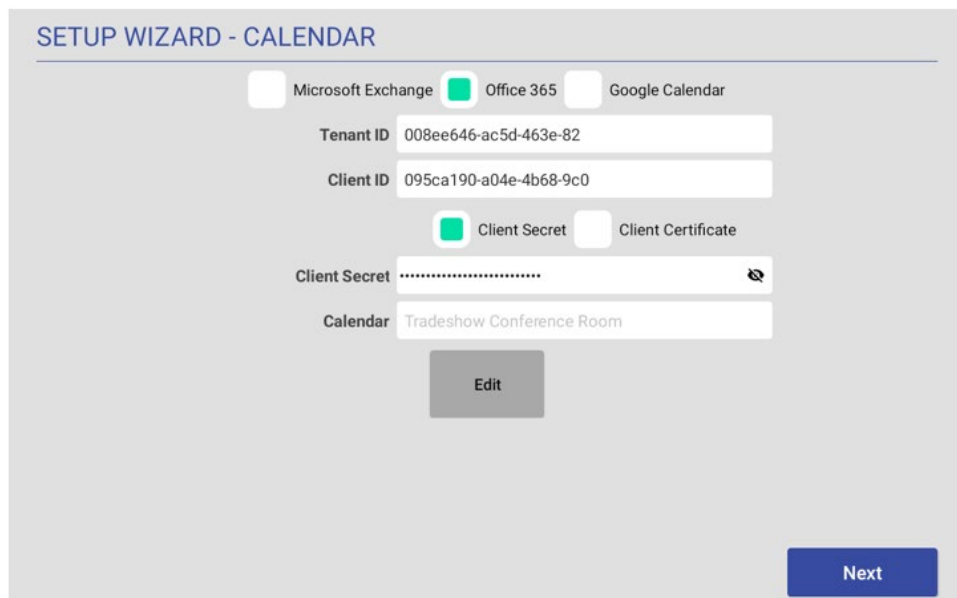 SETUP WIZARD - CALENDAR
Microsoft Exchange Office 365 Google Calendar
Tenant ID 008ee646-ac5d-463e-82
Client ID 095ca190-a04e-4b68-9c0
Client Secret Client Certificate
Client Secret •••••••••••••••••••••••••••
Calendar Tradeshow Conference Room
Edit
Next